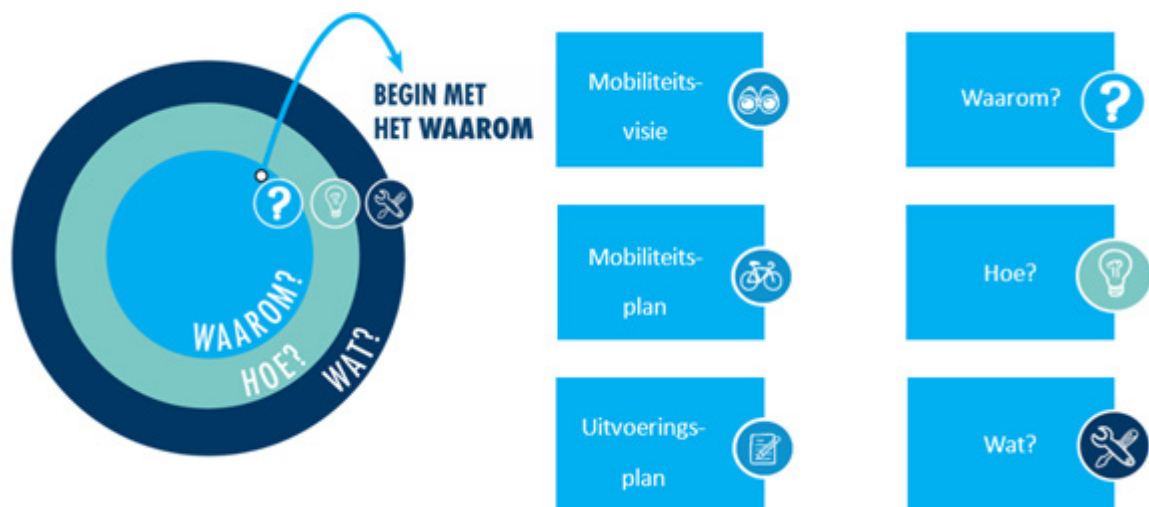 BEGIN MET
HET WAAROM
WAAROM?
HOE?
WAT?
Mobiliteits-
visie
Waarom?
Mobiliteits-
plan
Hoe?
Uitvoerings-
plan
Wat?